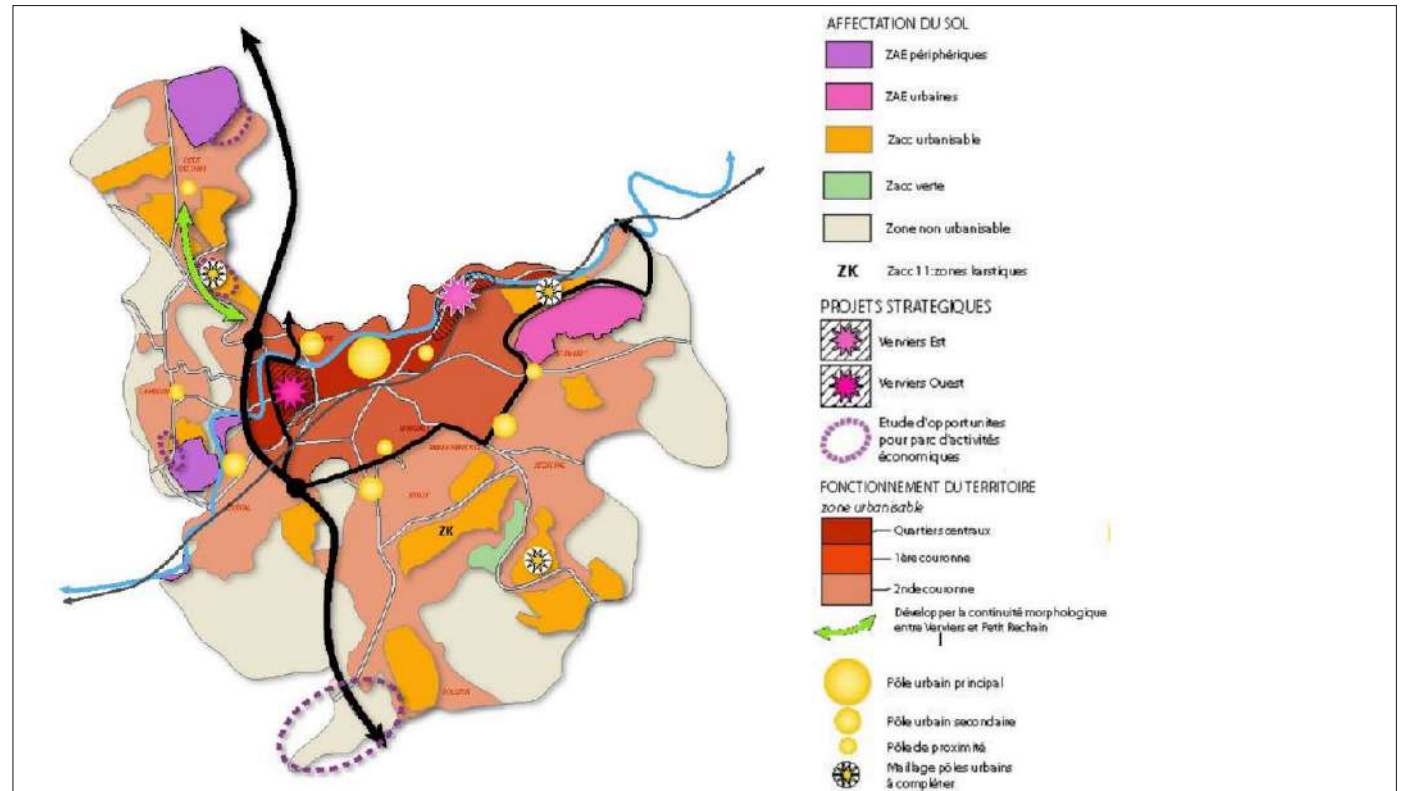 AFFECTATION DU SOL
ZAE périphériques
ZAE urbaines
Zacc urbanisable
Zacc verte
Zone non urbanisable
ZK Zacc 11: zones karstiques
PROJETS STRATEGIQUES
Verviers Est
Verviers Ouest
Etude d'opportunites
pour parc d'activités
économiques
FONCTIONNEMENT DU TERRITOIRE
zone urbanisable
Quartiers centraux
1ère couronne
2nde couronne
Développer la continuité morphologique
entre Verviers et Petit Rechain
Pôle urbain principal
Pôle urbain secondaire
Pôle de proximité
Maillage pôles urbains
à compléter
PETIT
RECHAIN
ZK